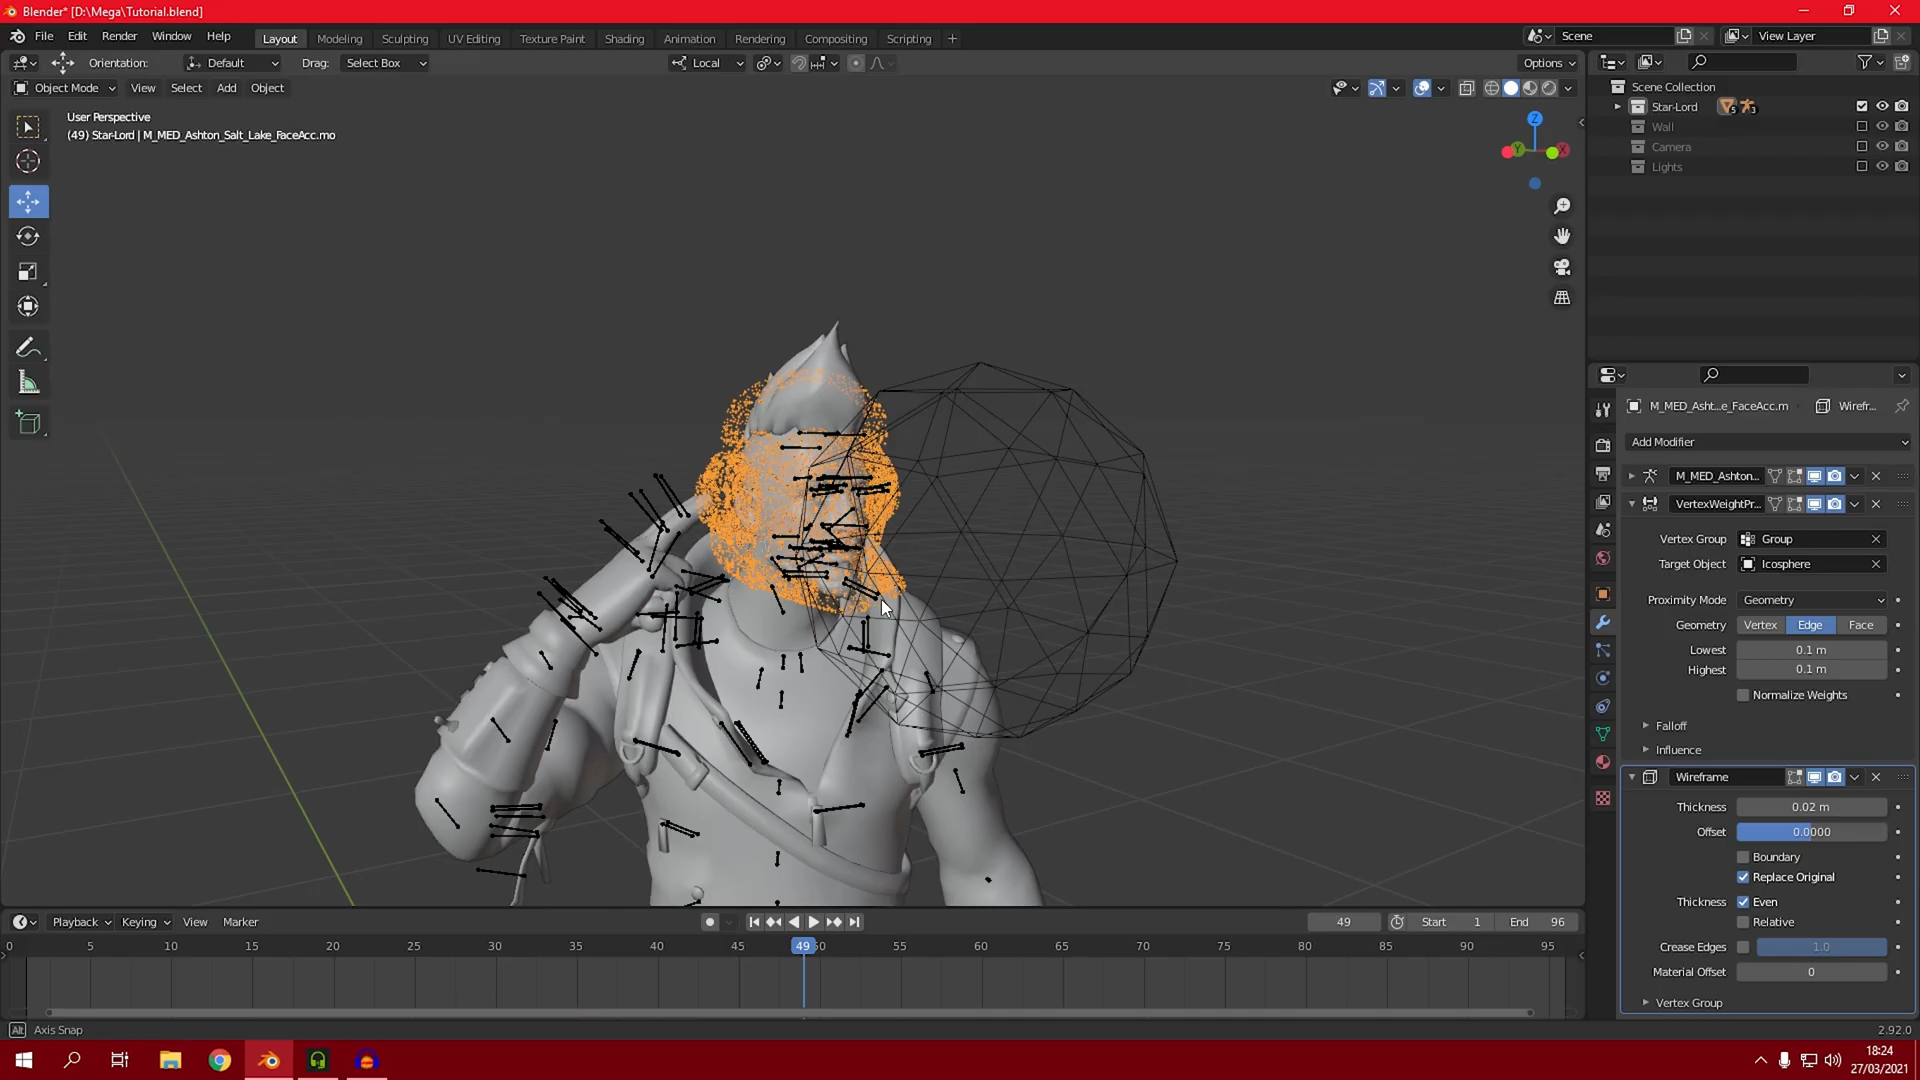 Blender* [D:\Mega\Tutorial.blend]
File Edit Render Window Help
Layout Modeling Sculpting UV Editing Texture Paint Shading Animation Rendering Compositing Scripting +
Scene
View Layer
Orientation: Default Drag: Select Box
Local
Options
Object Mode View Select Add Object
User Perspective
(49) Star-Lord | M_MED_Ashton_Salt_Lake_FaceAcc.mo
Z
Y
X
Scene Collection
Star-Lord 5 3
Wall
Camera
Lights
M_MED_Asht...e_FaceAcc.m Wirefr...
Add Modifier
M_MED_Ashton...
VertexWeightPr...
Vertex Group Group
Target Object Icosphere
Proximity Mode Geometry
Geometry Vertex Edge Face
Lowest 0.1 m
Highest 0.1 m
Normalize Weights
Falloff
Influence
Wireframe
Thickness 0.02 m
Offset 0.0000
Boundary
Replace Original
Thickness Even
Relative
Crease Edges 1.0
Material Offset 0
Vertex Group
Playback Keying View Marker
49 Start 1 End 96
0 5 10 15 20 25 30 35 40 45 49 50 55 60 65 70 75 80 85 90 95
Alt Axis Snap
2.92.0
18:24
27/03/2021